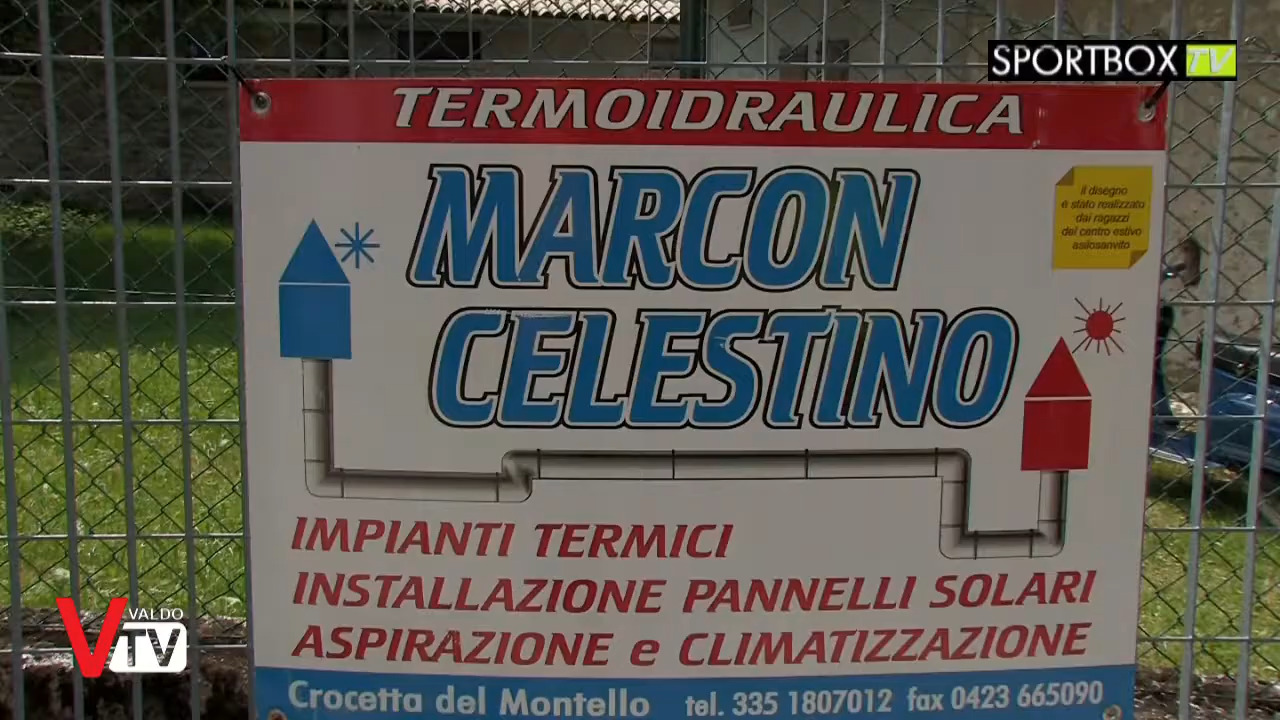 SPORTBOX TV
TERMOIDRAULICA
MARCON
CELESTINO
il disegno
è stato realizzato
dai ragazzi
del centro estivo
asilosanvito
IMPIANTI TERMICI
INSTALLAZIONE PANNELLI SOLARI
ASPIRAZIONE e CLIMATIZZAZIONE
Crocetta del Montello tel. 335 1807012 fax 0423 665090
VALDO
V TV